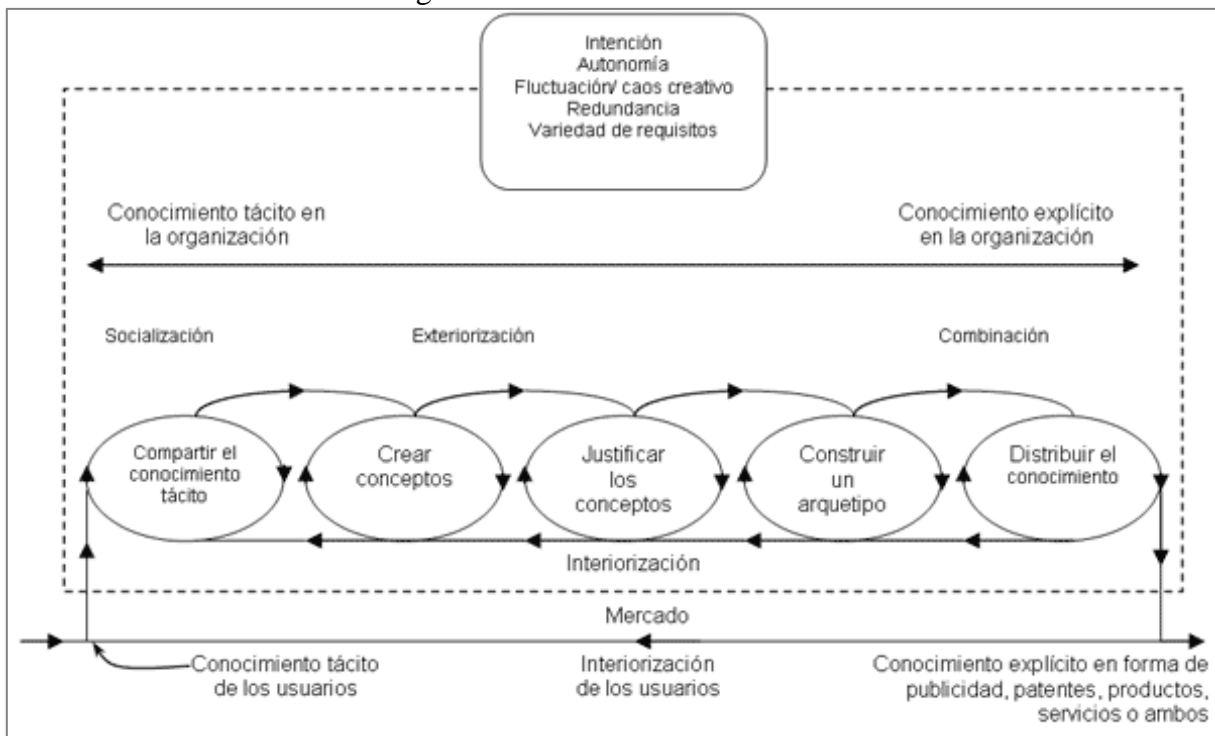 Intención
Autonomía
Fluctuación/ caos creativo
Redundancia
Variedad de requisitos
Conocimiento tácito en
la organización
Conocimiento explícito
en la organización
Socialización
Exteriorización
Combinación
Compartir el
conocimiento
tácito
Crear
conceptos
Justificar
los
conceptos
Construir
un
arquetipo
Distribuir el
conocimiento
Interiorización
Mercado
Conocimiento tácito
de los usuarios
Interiorización
de los usuarios
Conocimiento explícito en forma de
publicidad, patentes, productos,
servicios o ambos